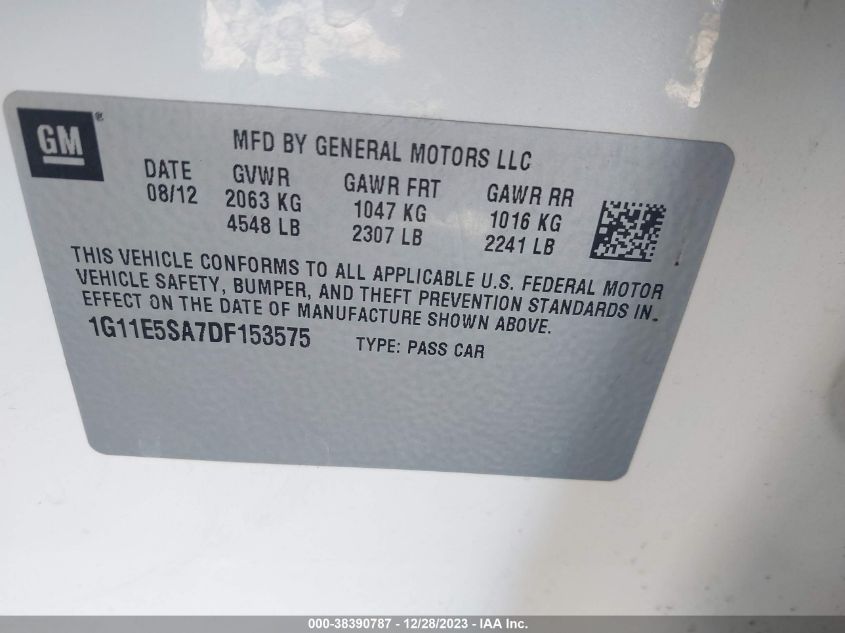 GM®
MFD BY GENERAL MOTORS LLC
DATE GVWR GAWR FRT GAWR RR
08/12 2063 KG 1047 KG 1016 KG
4548 LB 2307 LB 2241 LB
THIS VEHICLE CONFORMS TO ALL APPLICABLE U.S. FEDERAL MOTOR
VEHICLE SAFETY, BUMPER, AND THEFT PREVENTION STANDARDS IN
EFFECT ON THE DATE OF MANUFACTURE SHOWN ABOVE.
1G11E5SA7DF153575 TYPE: PASS CAR
000-38390787 - 12/28/2023 - IAA Inc.